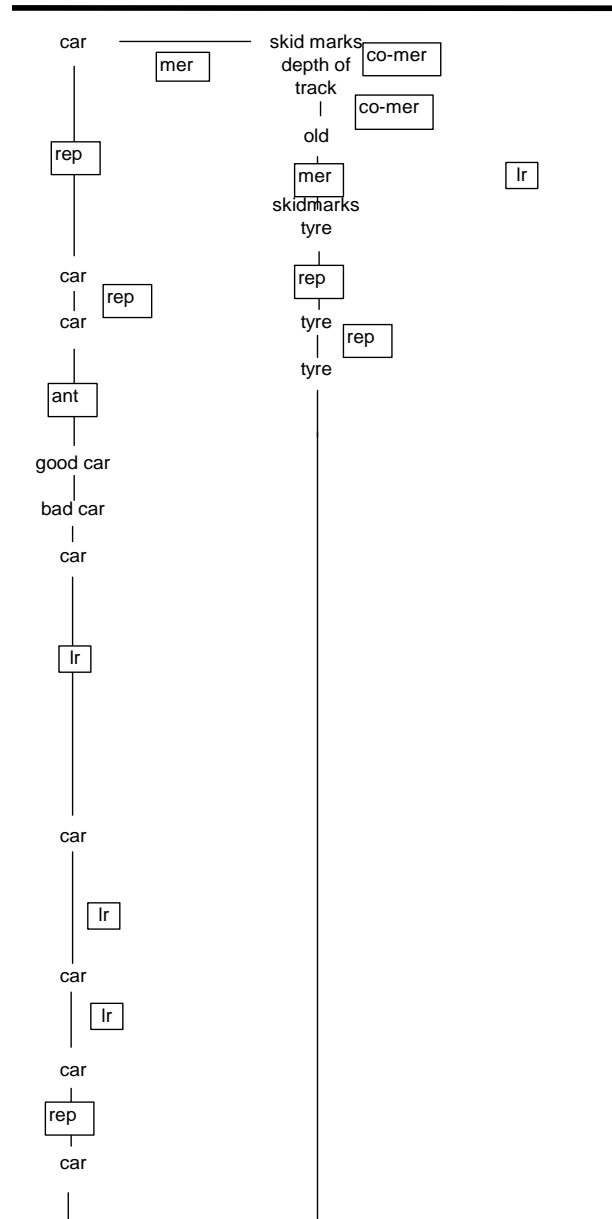 car
skid marks
co-mer
mer
depth of
track
co-mer
old
rep
mer
lr
skidmarks
tyre
car
rep
rep
car
tyre
rep
tyre
ant
good car
bad car
car
lr
car
lr
car
lr
car
rep
car